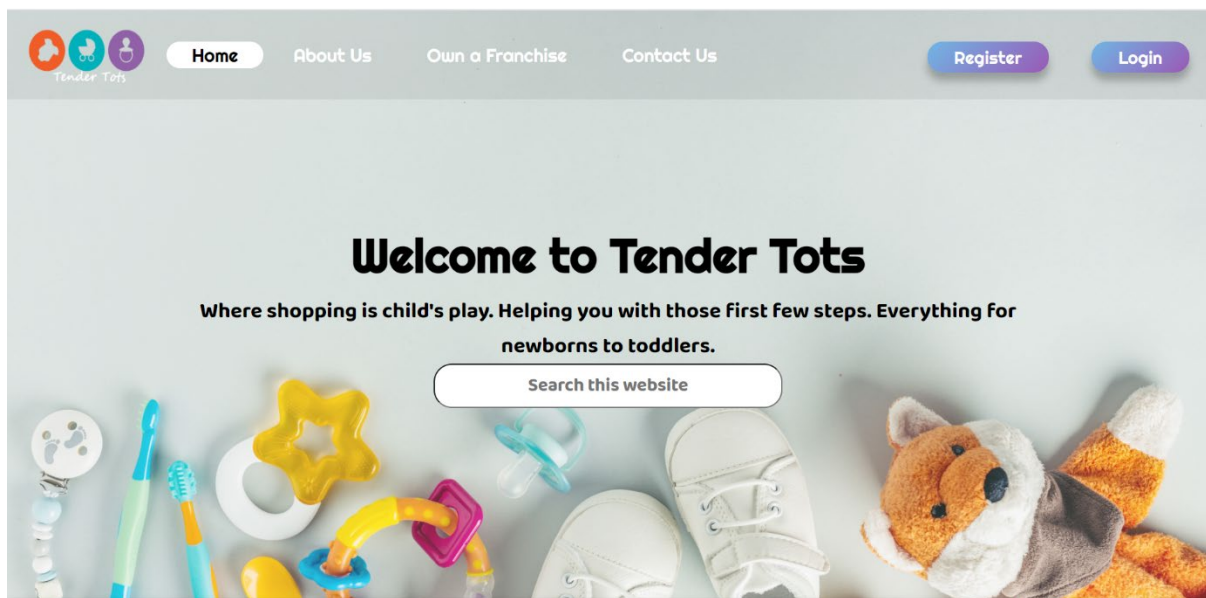 Tender Tots
Home
About Us
Own a Franchise
Contact Us
Register
Login
Welcome to Tender Tots
Where shopping is child's play. Helping you with those first few steps. Everything for
newborns to toddlers.
Search this website